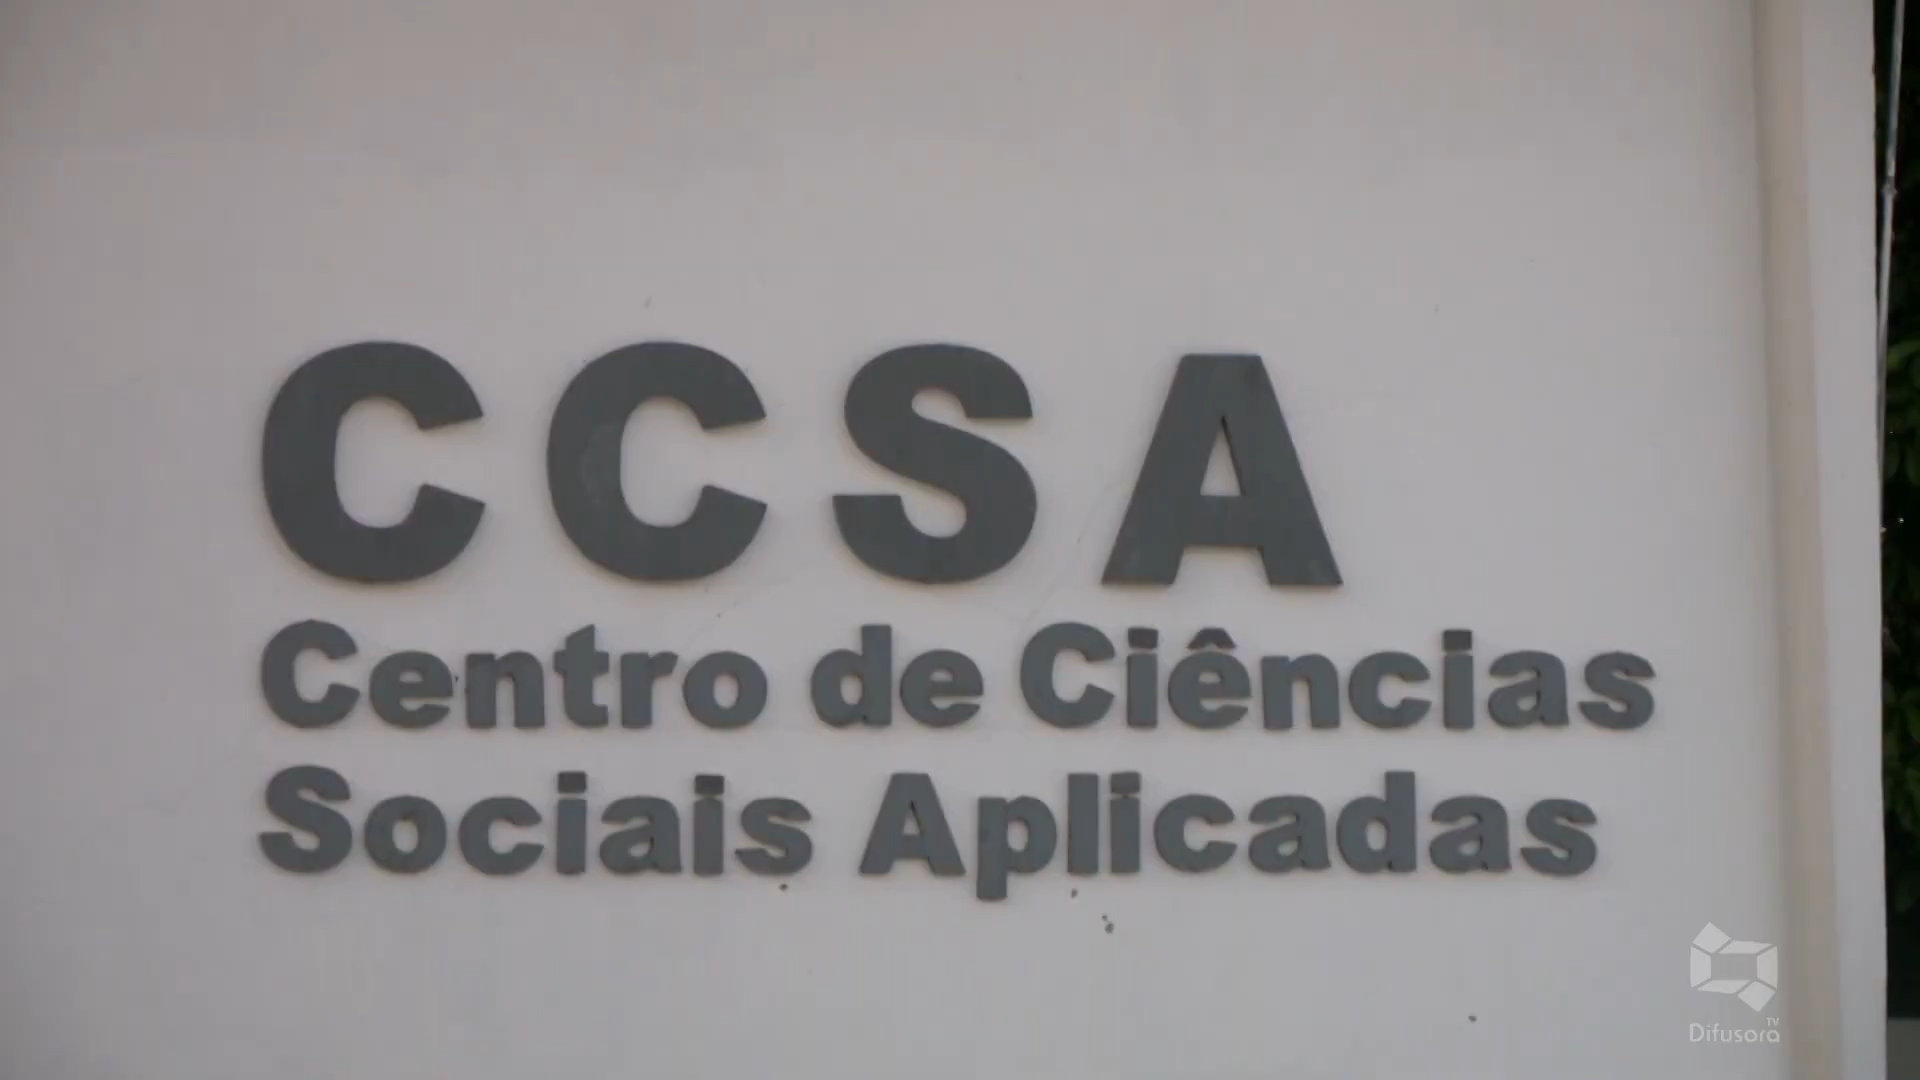 CCSA
Centro de Ciências
Sociais Aplicadas
TV
Difusora